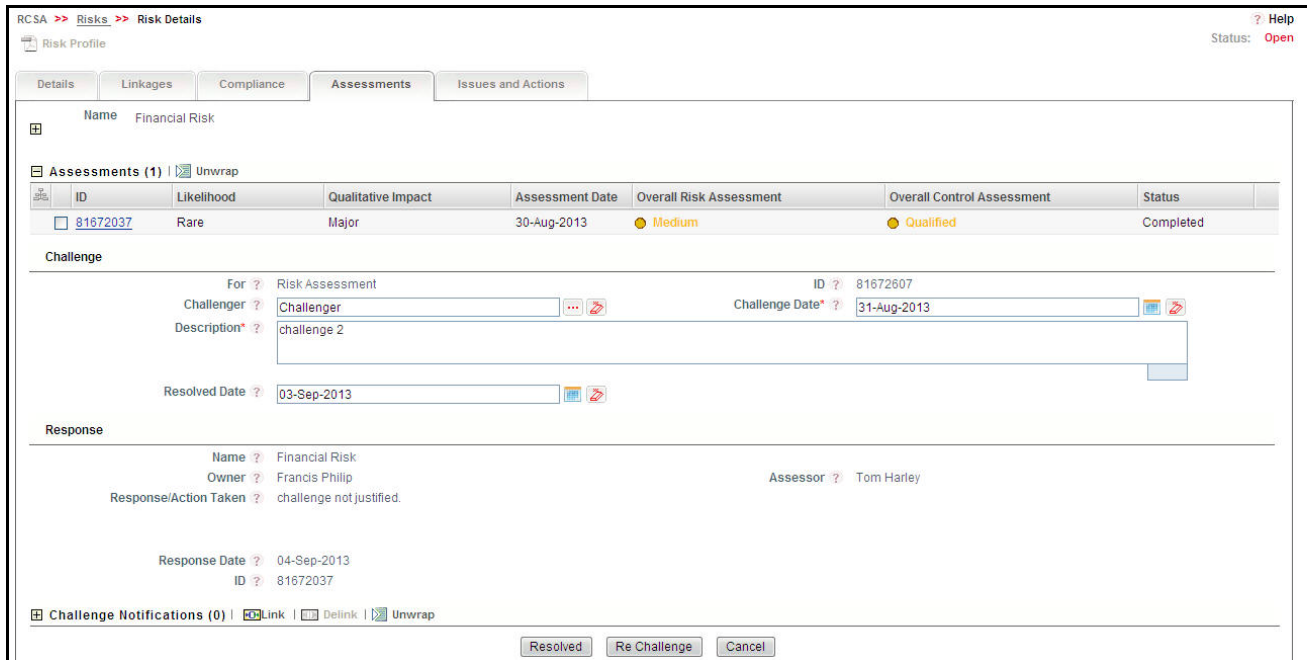 RCSA >> Risks >> Risk Details ? Help
Risk Profile Status: Open
Details Linkages Compliance Assessments Issues and Actions
Name Financial Risk
Assessments (1) | Unwrap
ID Likelihood Qualitative Impact Assessment Date Overall Risk Assessment Overall Control Assessment Status
81672037 Rare Major 30-Aug-2013 Medium Qualified Completed
Challenge
For ? Risk Assessment ID ? 81672607
Challenger ? Challenger ... Challenge Date* ? 31-Aug-2013
Description* ? challenge 2
Resolved Date ? 03-Sep-2013
Response
Name ? Financial Risk
Owner ? Francis Philip Assessor ? Tom Harley
Response/Action Taken ? challenge not justified.
Response Date ? 04-Sep-2013
ID ? 81672037
Challenge Notifications (0) | Link | Delink | Unwrap
Resolved Re Challenge Cancel